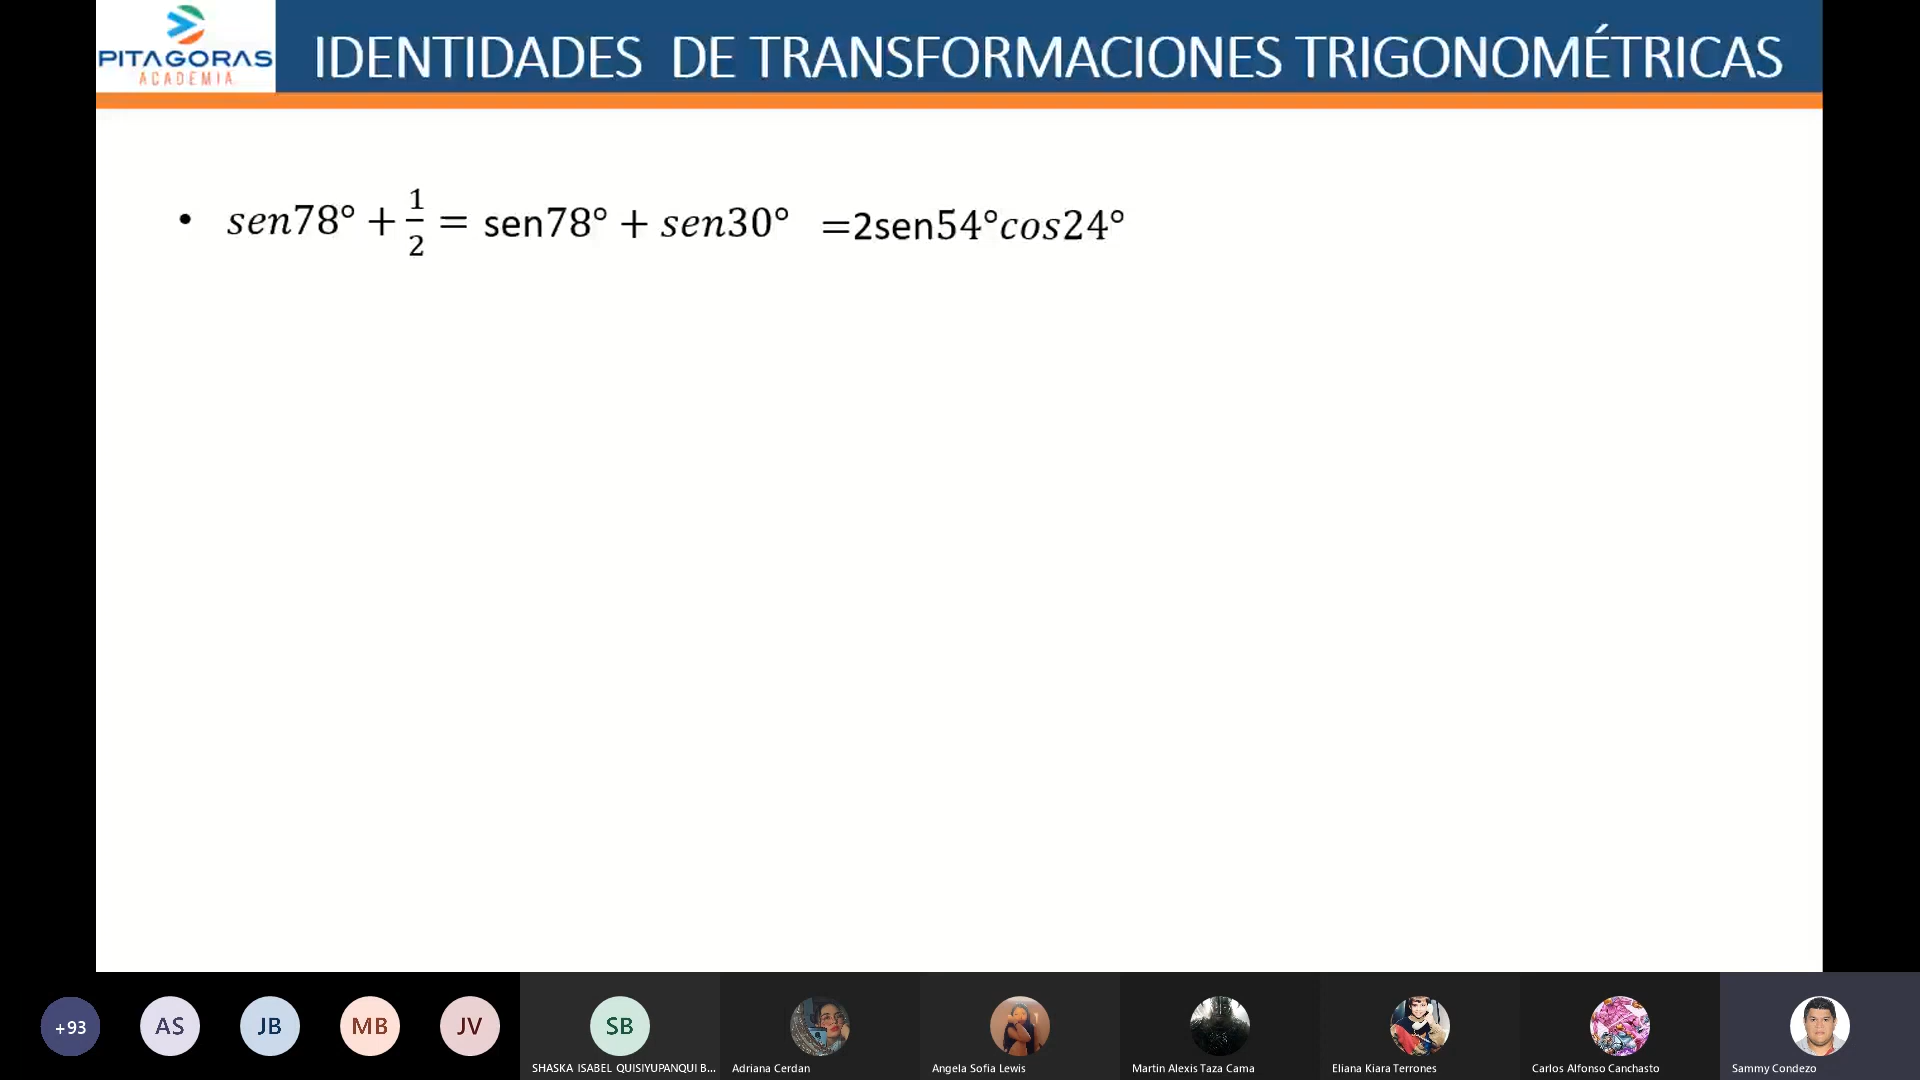 PITAGORAS
ACADEMIA
IDENTIDADES DE TRANSFORMACIONES TRIGONOMÉTRICAS
• sen78° + 1/2 = sen78° + sen30° =2sen54°cos24°
+93 AS JB MB JV SB
SHASKA ISABEL QUISIYUPANQUI B... Adriana Cerdan Angela Sofia Lewis Martin Alexis Taza Cama Eliana Kiara Terrones Carlos Alfonso Canchasto Sammy Condezo